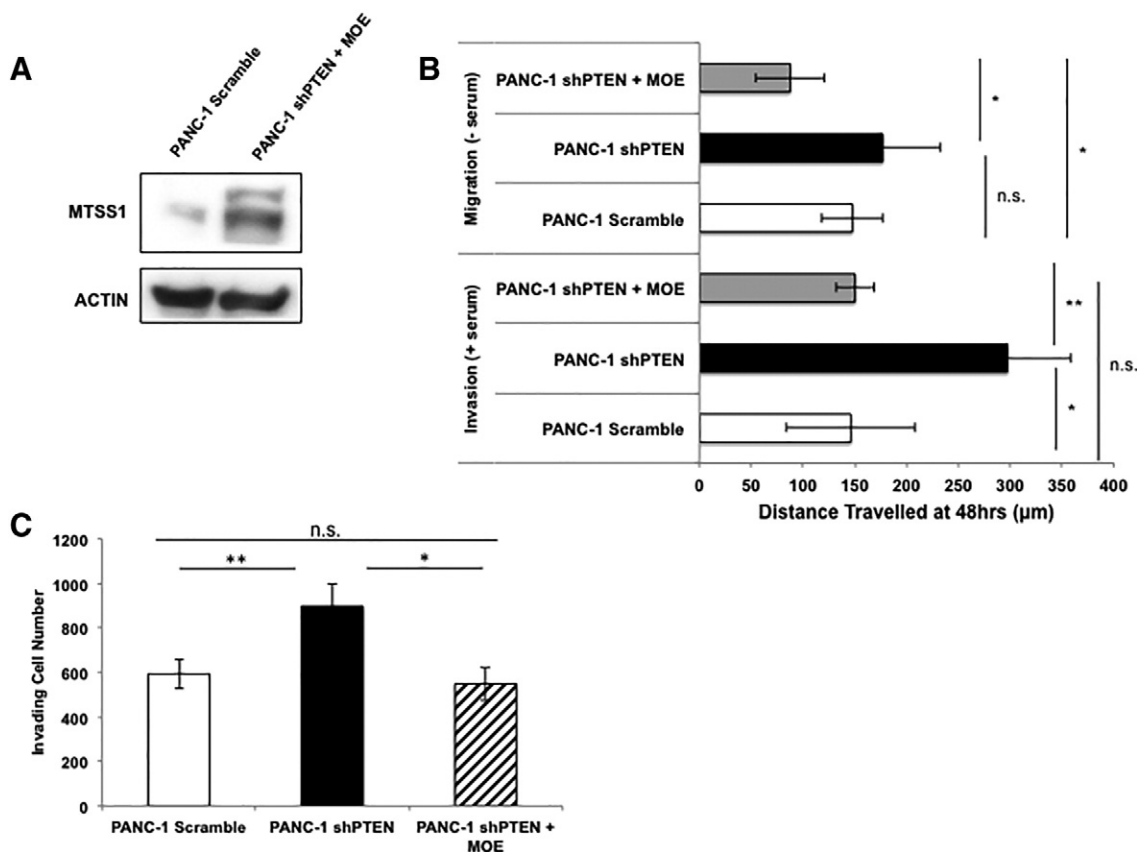 A
PANC-1 Scramble
PANC-1 shPTEN + MOE
MTSS1
ACTIN
B
Migration (- serum)
PANC-1 shPTEN + MOE
PANC-1 shPTEN
PANC-1 Scramble
*
n.s.
*
Invasion (+ serum)
PANC-1 shPTEN + MOE
PANC-1 shPTEN
PANC-1 Scramble
**
*
n.s.
0 50 100 150 200 250 300 350 400
Distance Travelled at 48hrs (µm)
C
Invading Cell Number
1200
1000
800
600
400
200
0
n.s.
**
*
PANC-1 Scramble
PANC-1 shPTEN
PANC-1 shPTEN +
MOE